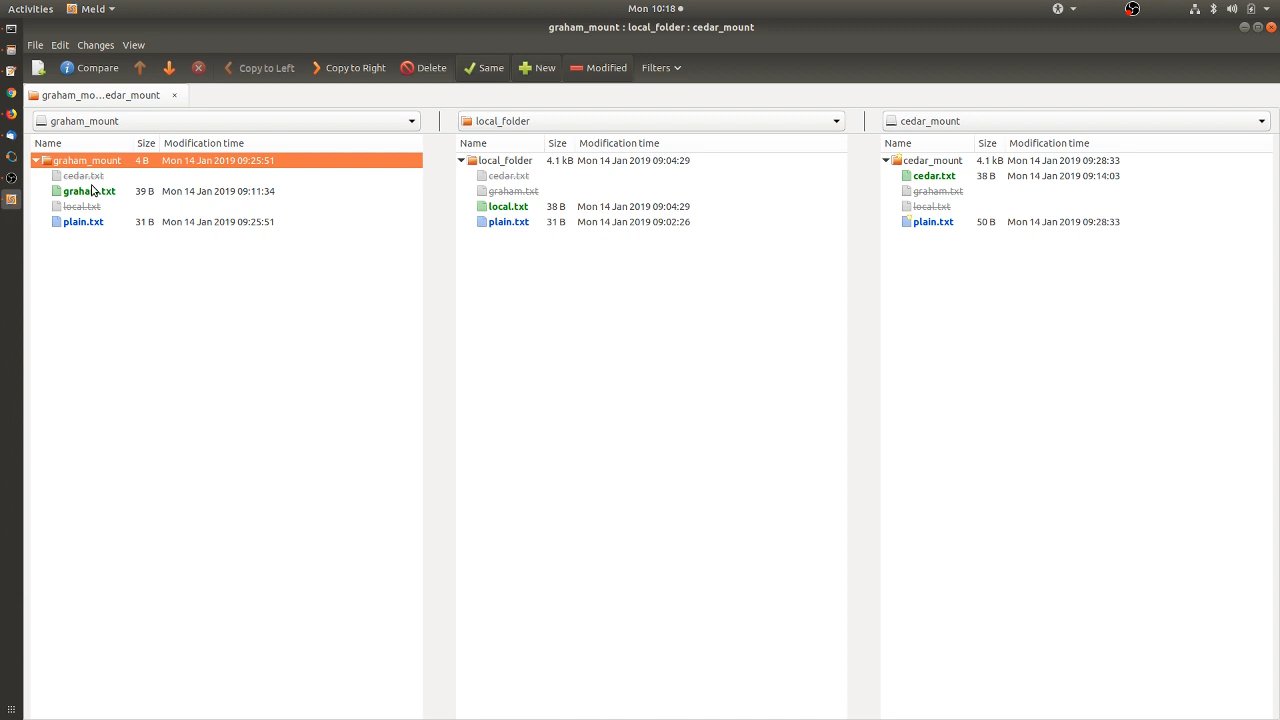 Activities Meld Mon 10:18
graham_mount : local_folder : cedar_mount
File Edit Changes View
Compare Copy to Left Copy to Right Delete Same New Modified Filters
graham_mo...edar_mount ×
graham_mount local_folder cedar_mount
Name Size Modification time Name Size Modification time Name Size Modification time
graham_mount 4 B Mon 14 Jan 2019 09:25:51 local_folder 4.1 kB Mon 14 Jan 2019 09:04:29 cedar_mount 4.1 kB Mon 14 Jan 2019 09:28:33
cedar.txt cedar.txt cedar.txt 38 B Mon 14 Jan 2019 09:14:03
graham.txt 39 B Mon 14 Jan 2019 09:11:34 graham.txt graham.txt
local.txt local.txt 38 B Mon 14 Jan 2019 09:04:29 local.txt
plain.txt 31 B Mon 14 Jan 2019 09:25:51 plain.txt 31 B Mon 14 Jan 2019 09:02:26 plain.txt 50 B Mon 14 Jan 2019 09:28:33